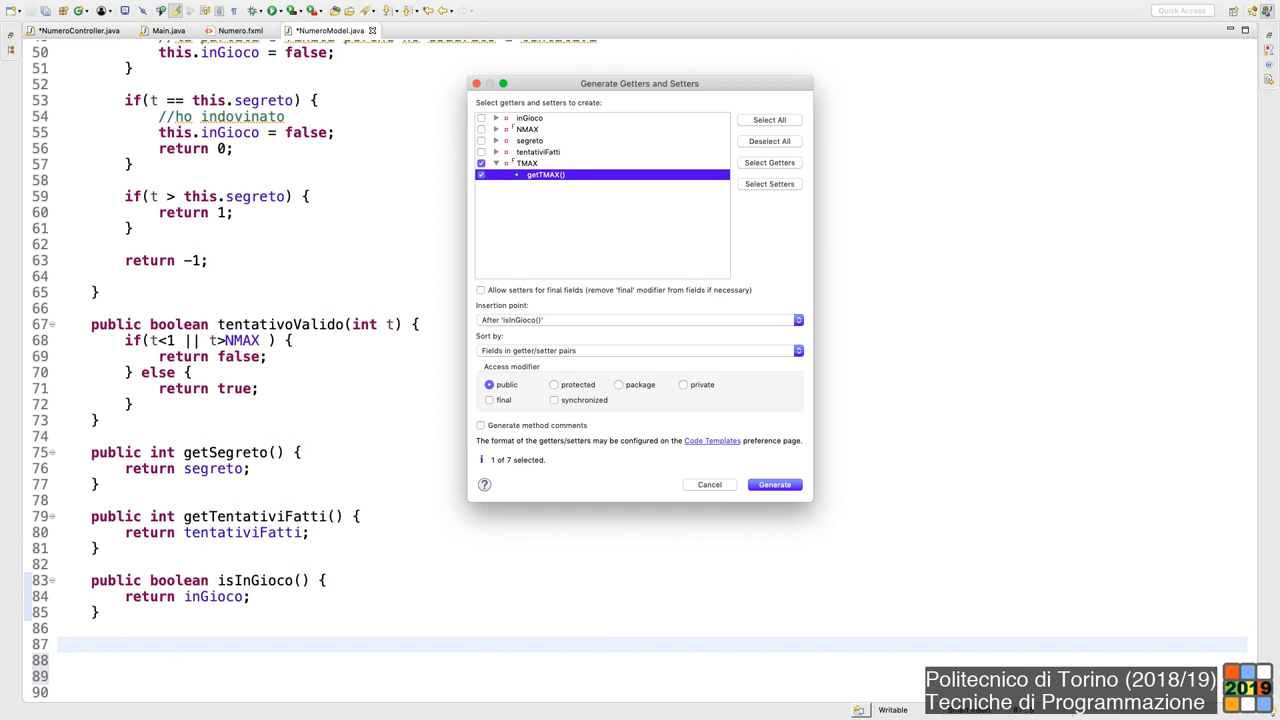 Quick Access
*NumeroController.java
Main.java
Numero.fxml
*NumeroModel.java
50 this.inGioco = false;
51 }
52
53 if(t == this.segreto) {
54 //ho indovinato
55 this.inGioco = false;
56 return 0;
57 }
58
59 if(t > this.segreto) {
60 return 1;
61 }
62
63 return -1;
64
65 }
66
67 public boolean tentativoValido(int t) {
68 if(t<1 || t>NMAX ) {
69 return false;
70 } else {
71 return true;
72 }
73 }
74
75 public int getSegreto() {
76 return segreto;
77 }
78
79 public int getTentativiFatti() {
80 return tentativiFatti;
81 }
82
83 public boolean isInGioco() {
84 return inGioco;
85 }
86
87
88
89
90
Generate Getters and Setters
Select getters and setters to create:
inGioco
F NMAX
segreto
tentativiFatti
F TMAX
getTMAX()
Select All
Deselect All
Select Getters
Select Setters
Allow setters for final fields (remove 'final' modifier from fields if necessary)
Insertion point:
After 'isInGioco()'
Sort by:
Fields in getter/setter pairs
Access modifier
public protected package private
final synchronized
Generate method comments
The format of the getters/setters may be configured on the Code Templates preference page.
i 1 of 7 selected.
? Cancel Generate
Politecnico di Torino (2018/19)
Tecniche di Programmazione
2019
Writable